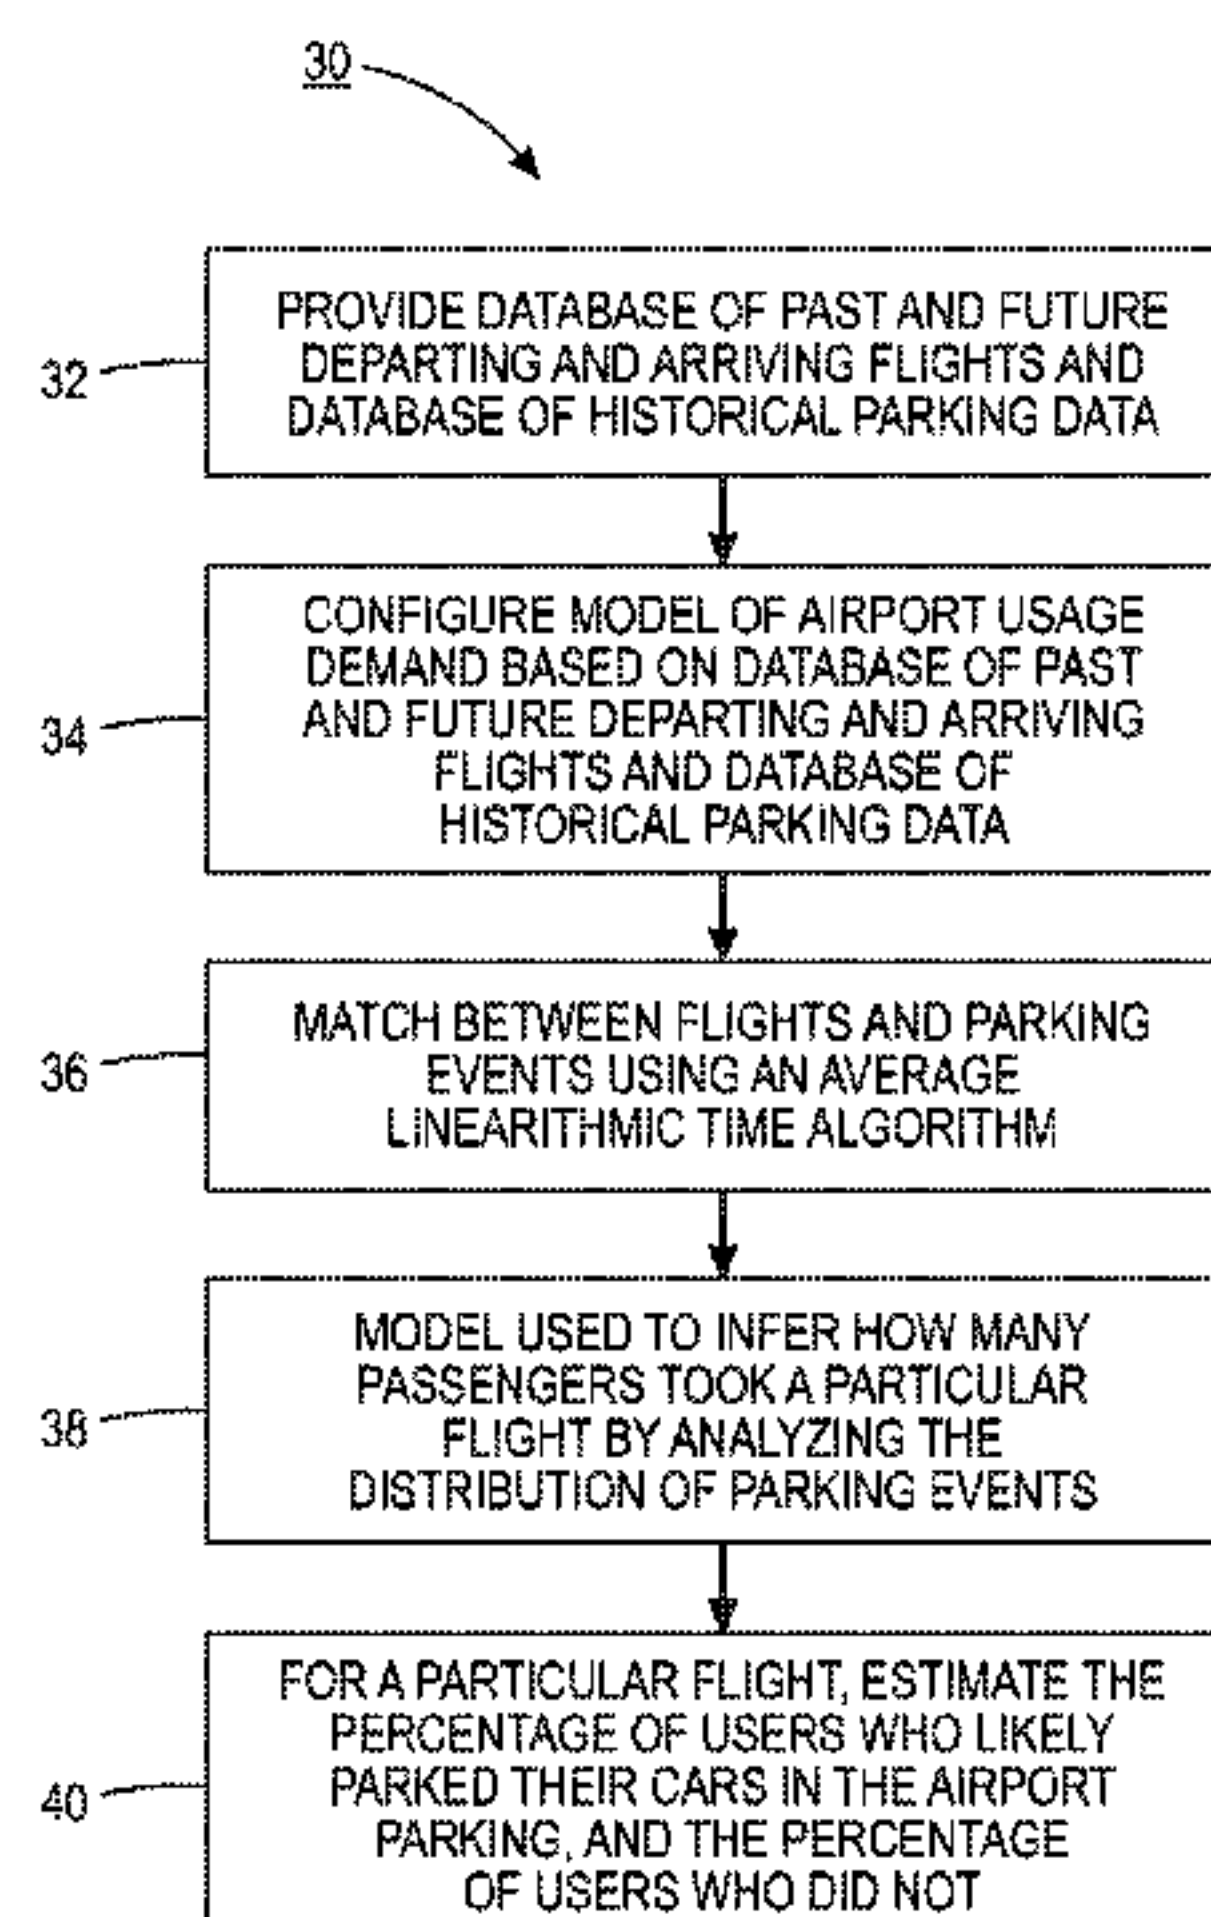 30
32
PROVIDE DATABASE OF PAST AND FUTURE
DEPARTING AND ARRIVING FLIGHTS AND
DATABASE OF HISTORICAL PARKING DATA
34
CONFIGURE MODEL OF AIRPORT USAGE
DEMAND BASED ON DATABASE OF PAST
AND FUTURE DEPARTING AND ARRIVING
FLIGHTS AND DATABASE OF
HISTORICAL PARKING DATA
36
MATCH BETWEEN FLIGHTS AND PARKING
EVENTS USING AN AVERAGE
LINEARITHMIC TIME ALGORITHM
38
MODEL USED TO INFER HOW MANY
PASSENGERS TOOK A PARTICULAR
FLIGHT BY ANALYZING THE
DISTRIBUTION OF PARKING EVENTS
40
FOR A PARTICULAR FLIGHT, ESTIMATE THE
PERCENTAGE OF USERS WHO LIKELY
PARKED THEIR CARS IN THE AIRPORT
PARKING, AND THE PERCENTAGE
OF USERS WHO DID NOT